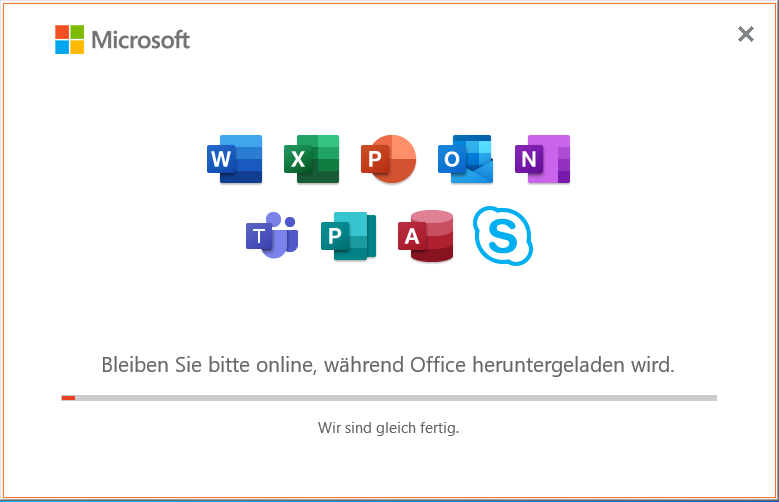 Microsoft
W X P O N
T P A S
Bleiben Sie bitte online, während Office heruntergeladen wird.
Wir sind gleich fertig.